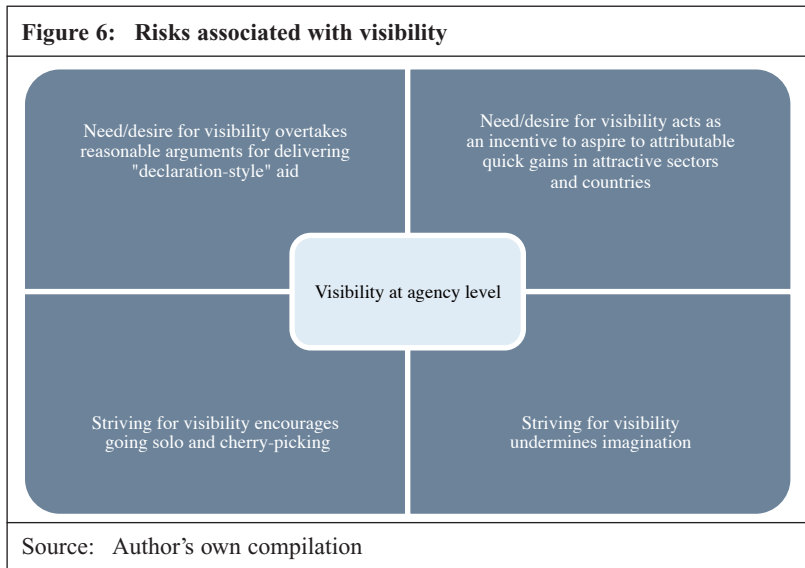 Figure 6: Risks associated with visibility
Need/desire for visibility overtakes
reasonable arguments for delivering
"declaration-style" aid
Need/desire for visibility acts as
an incentive to aspire to attributable
quick gains in attractive sectors
and countries
Visibility at agency level
Striving for visibility encourages
going solo and cherry-picking
Striving for visibility
undermines imagination
Source: Author's own compilation